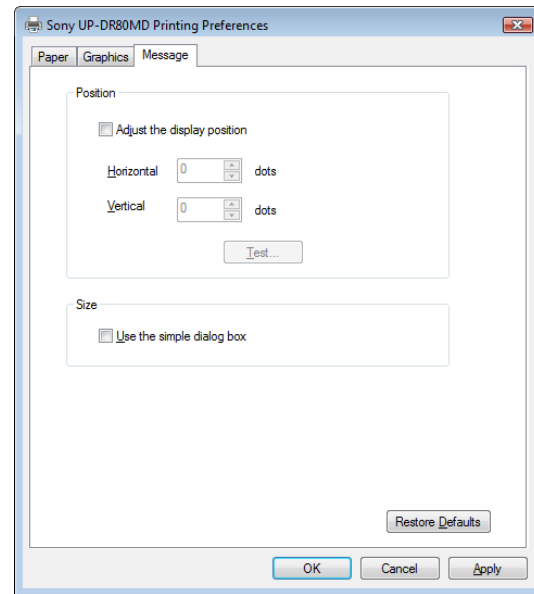 Sony UP-DR80MD Printing Preferences
Paper Graphics Message
Position
Adjust the display position
Horizontal 0 dots
Vertical 0 dots
Test...
Size
Use the simple dialog box
Restore Defaults
OK Cancel Apply